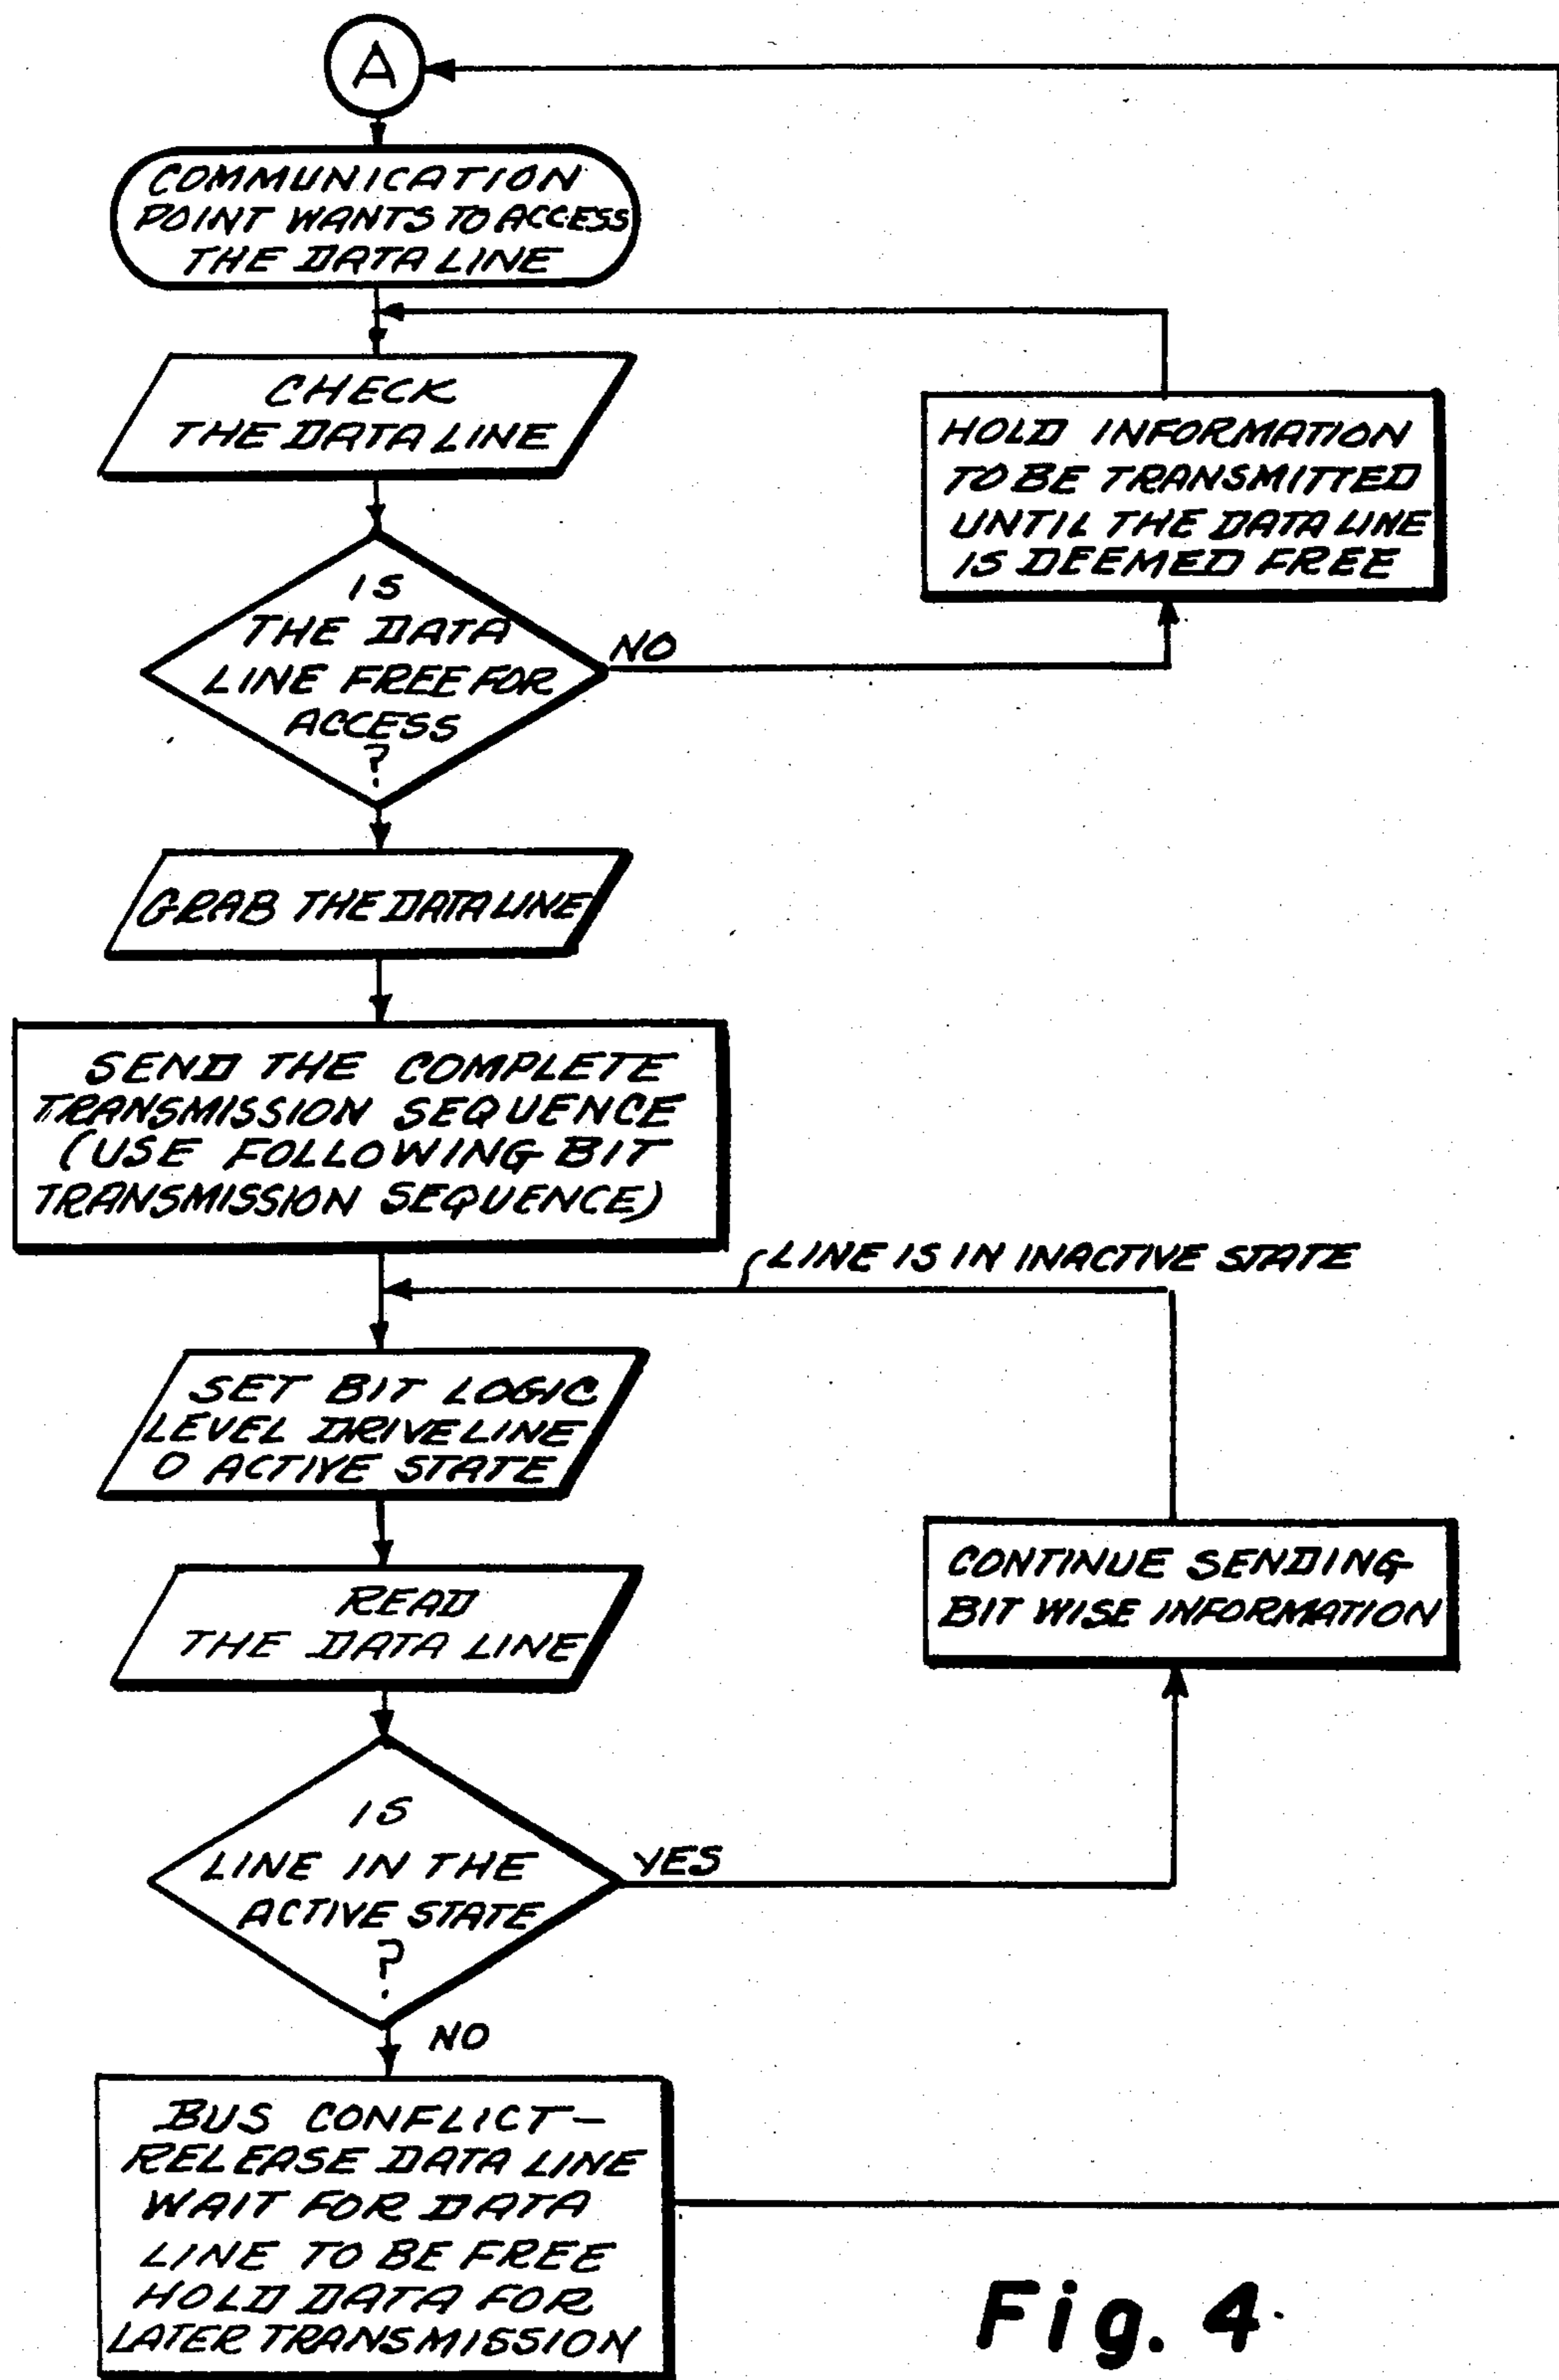 A
COMMUNICATION
POINT WANTS TO ACCESS
THE DATA LINE
CHECK
THE DATA LINE
HOLD INFORMATION
TO BE TRANSMITTED
UNTIL THE DATA LINE
IS DEEMED FREE
IS
THE DATA
LINE FREE FOR
ACCESS
?
NO
GRAB THE DATA LINE
SEND THE COMPLETE
TRANSMISSION SEQUENCE
(USE FOLLOWING BIT
TRANSMISSION SEQUENCE)
LINE IS IN INACTIVE STATE
SET BIT LOGIC
LEVEL DRIVE LINE
O ACTIVE STATE
READ
THE DATA LINE
CONTINUE SENDING
BIT WISE INFORMATION
IS
LINE IN THE
ACTIVE STATE
?
YES
NO
BUS CONFLICT-
RELEASE DATA LINE
WAIT FOR DATA
LINE TO BE FREE
HOLD DATA FOR
LATER TRANSMISSION
Fig. 4